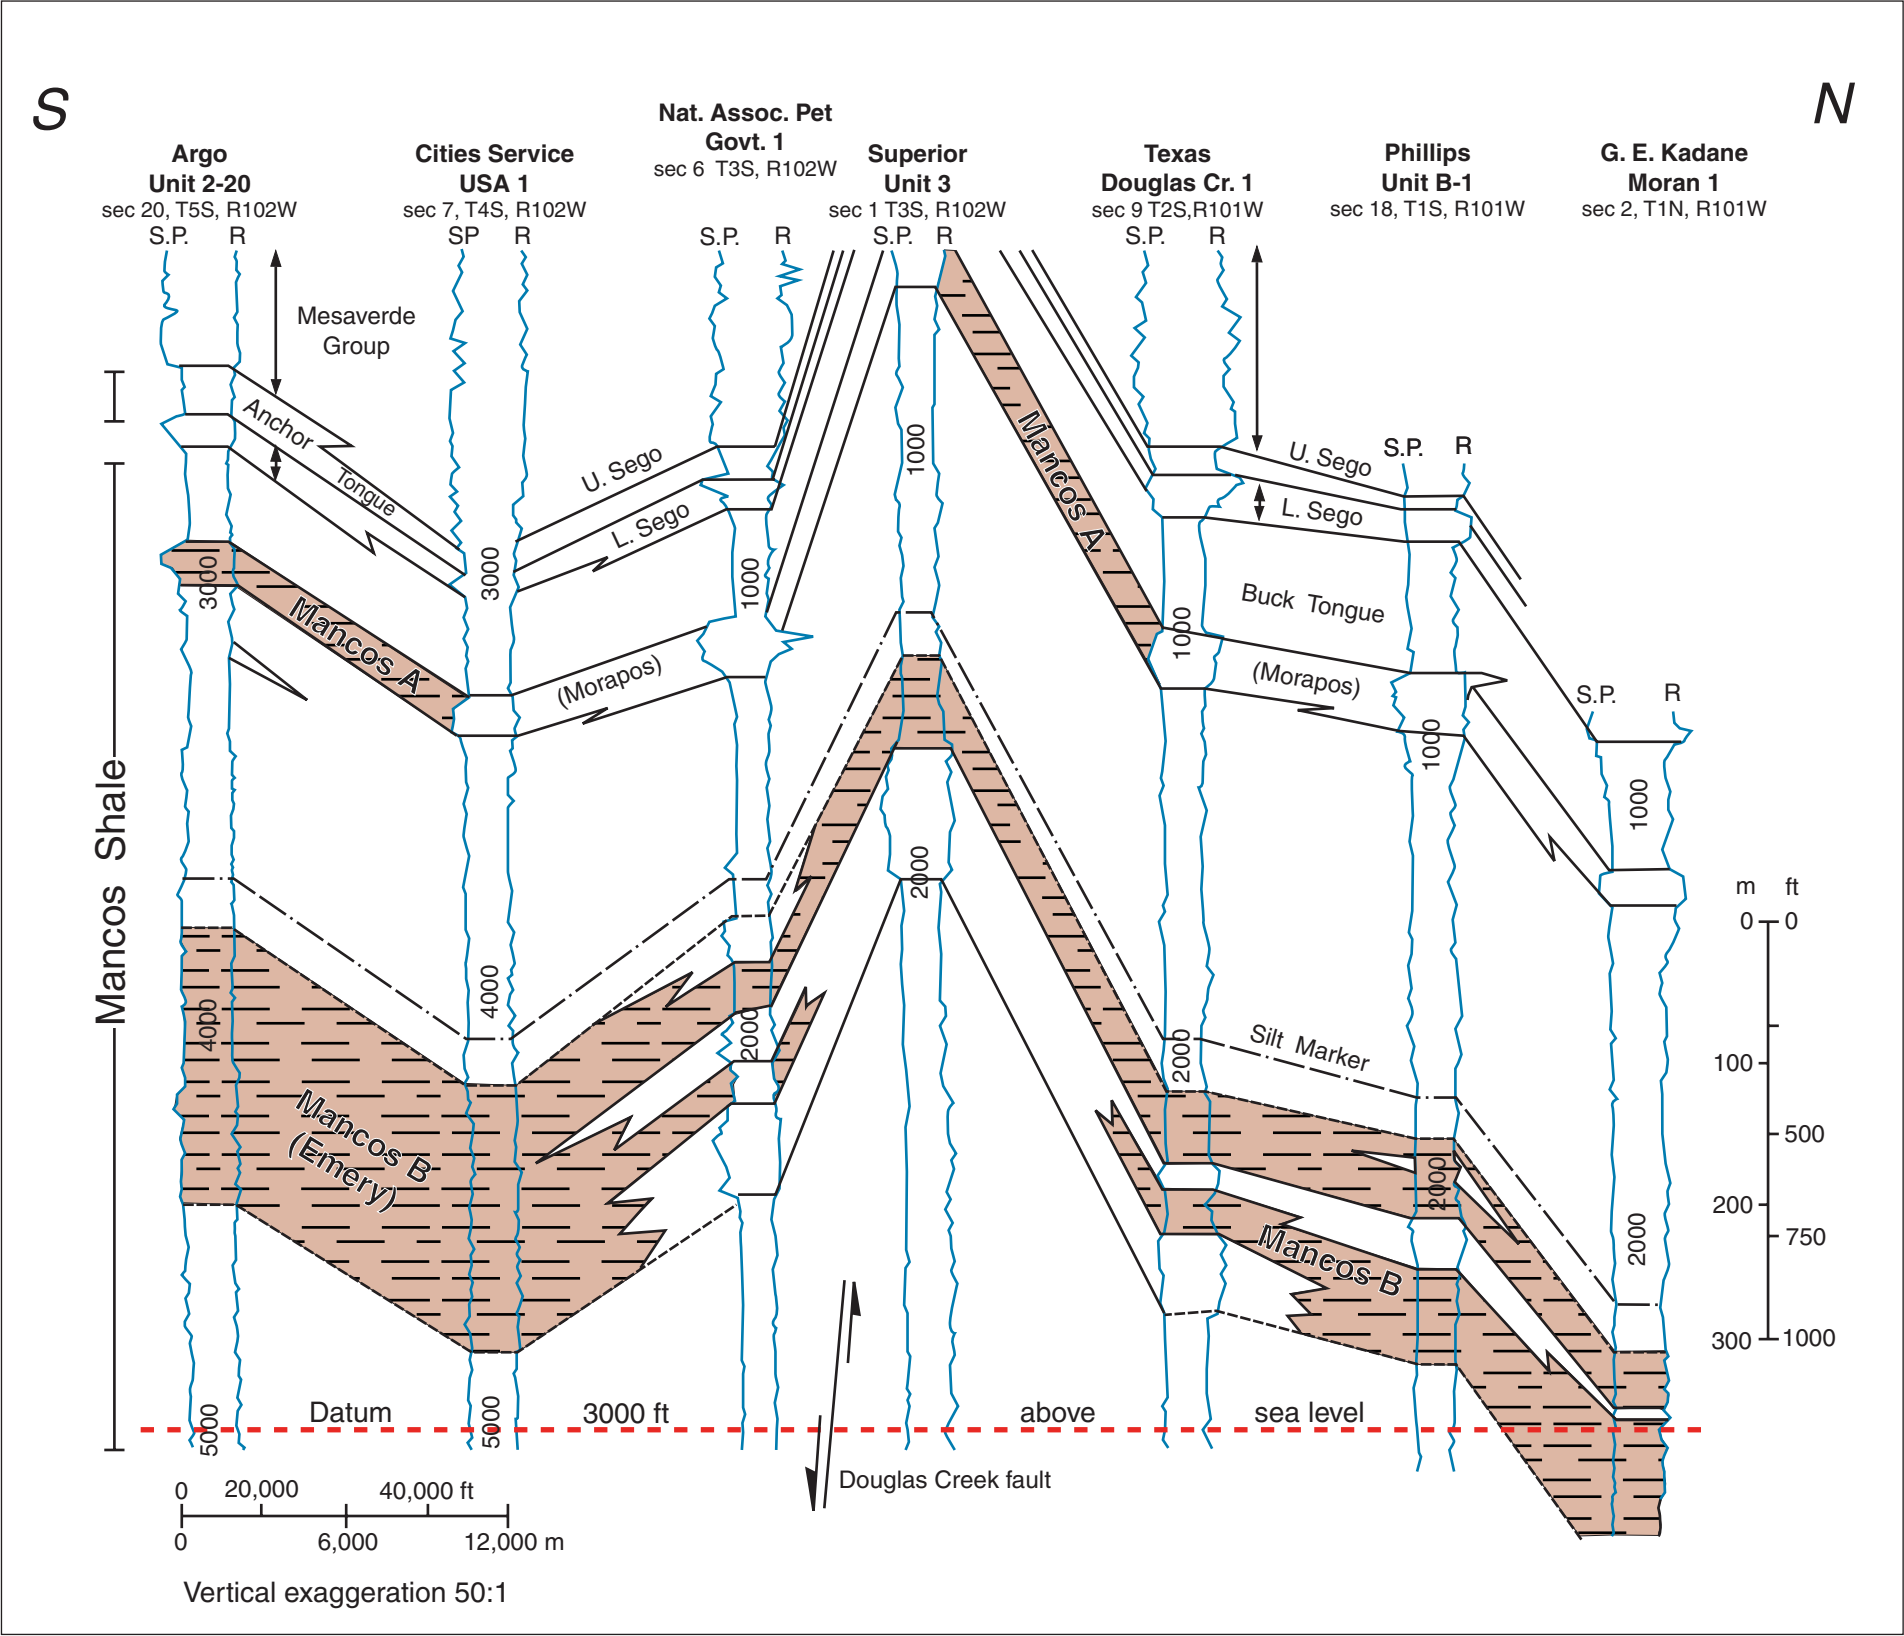 S
N
Argo
Unit 2-20
sec 20, T5S, R102W
S.P. R
Cities Service
USA 1
sec 7, T4S, R102W
SP R
Nat. Assoc. Pet
Govt. 1
sec 6 T3S, R102W
S.P. R
Superior
Unit 3
sec 1 T3S, R102W
S.P. R
Texas
Douglas Cr. 1
sec 9 T2S,R101W
S.P. R
Phillips
Unit B-1
sec 18, T1S, R101W
S.P. R
G. E. Kadane
Moran 1
sec 2, T1N, R101W
S.P. R
Mesaverde
Group
Anchor
Tongue
U. Sego
L. Sego
U. Sego
L. Sego
Buck Tongue
(Morapos)
(Morapos)
Mancos A
Mancos A
Mancos Shale
Silt Marker
Mancos B
(Emery)
Mancos B
3000
4000
5000
3000
4000
5000
1000
2000
1000
2000
1000
2000
1000
2000
1000
2000
m ft
0 0
100
500
200
750
300 1000
Datum 3000 ft above sea level
Douglas Creek fault
0 20,000 40,000 ft
0 6,000 12,000 m
Vertical exaggeration 50:1